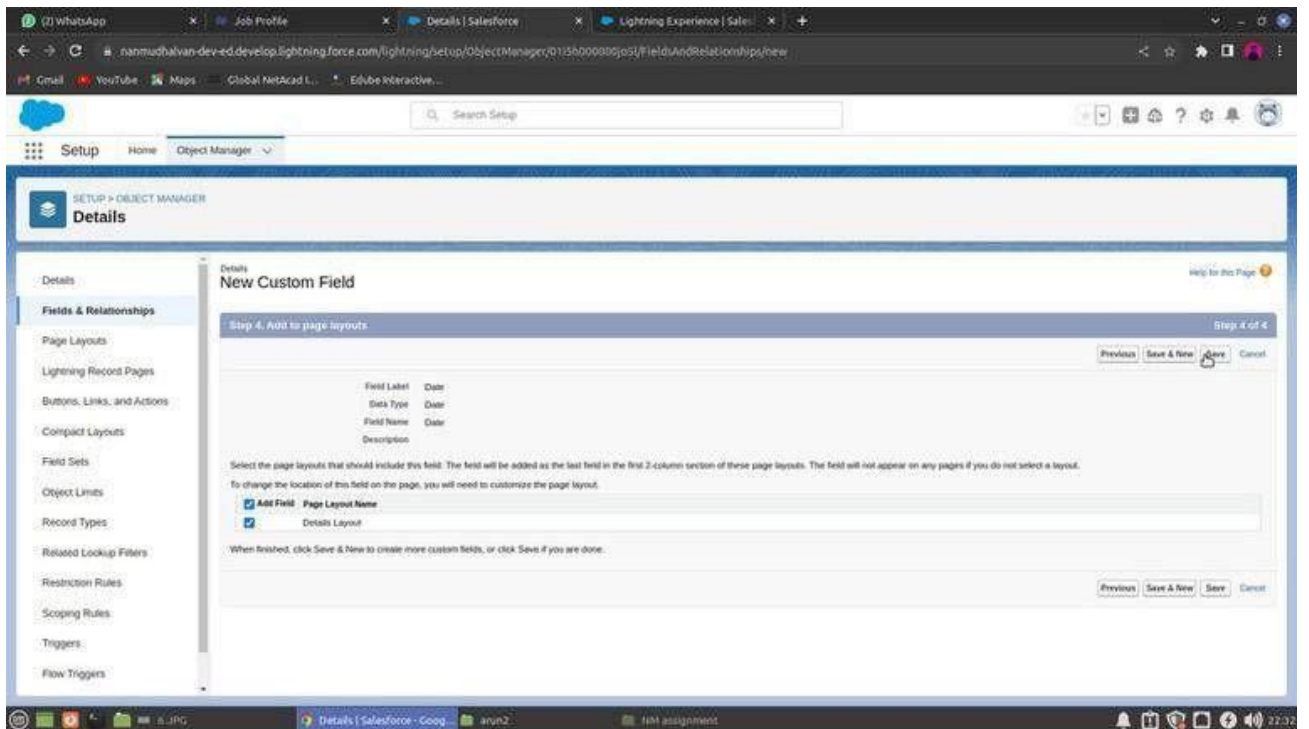 (2) WhatsApp
Job Profile
Details | Salesforce
Lightning Experience | Sales
nanmudhalvan-dev-ed.develop.lightning.force.com/lightning/setup/ObjectManager/
/FieldsAndRelationships/new
Gmail YouTube Maps Global NetAcad L... Edube Interactive...
Search Setup
Setup Home Object Manager
SETUP > OBJECT MANAGER
Details
Details
Fields & Relationships
Page Layouts
Lightning Record Pages
Buttons, Links, and Actions
Compact Layouts
Field Sets
Object Limits
Record Types
Related Lookup Filters
Restriction Rules
Scoping Rules
Triggers
Flow Triggers
Details
New Custom Field
Help for this Page
Step 4. Add to page layouts
Step 4 of 4
Previous Save & New Save Cancel
Field Label Date
Data Type Date
Field Name Date
Description
Select the page layouts that should include this field. The field will be added as the last field in the first 2-column section of these page layouts. The field will not appear on any pages if you do not select a layout.
To change the location of this field on the page, you will need to customize the page layout.
Add Field Page Layout Name
Details Layout
When finished, click Save & New to create more custom fields, or click Save if you are done.
Previous Save & New Save Cancel
6.JPG
Details | Salesforce - Goog...
arun2
NM assignment
22:32